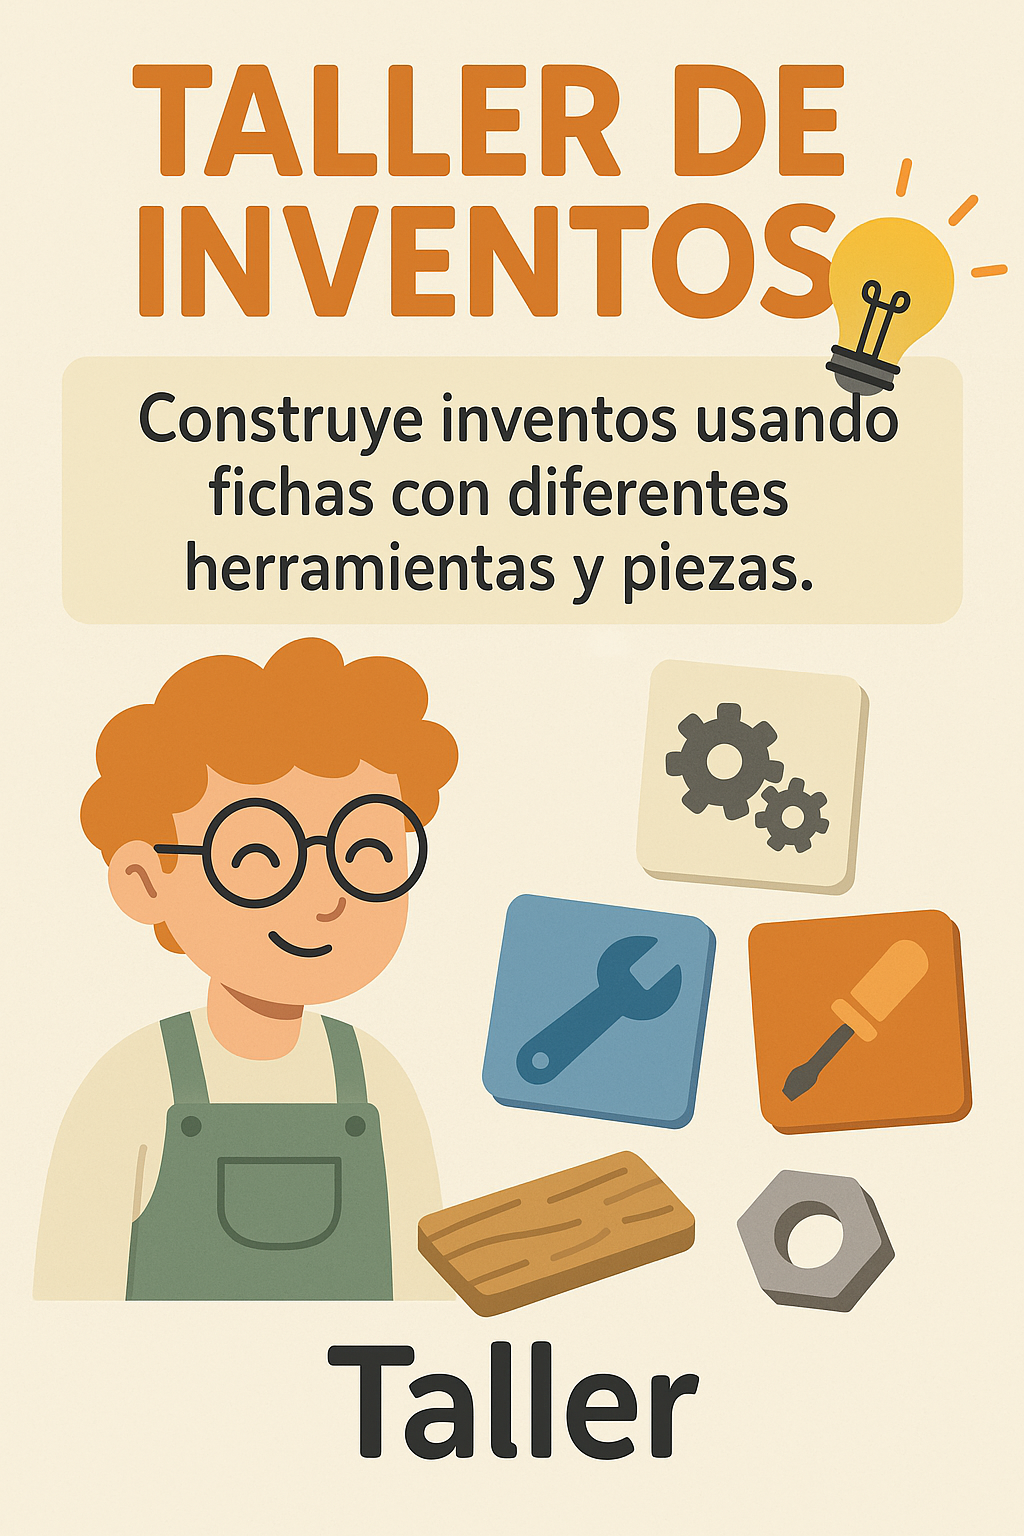 TALLER DE
INVENTOS
Construye inventos usando
fichas con diferentes
herramientas y piezas.
Taller